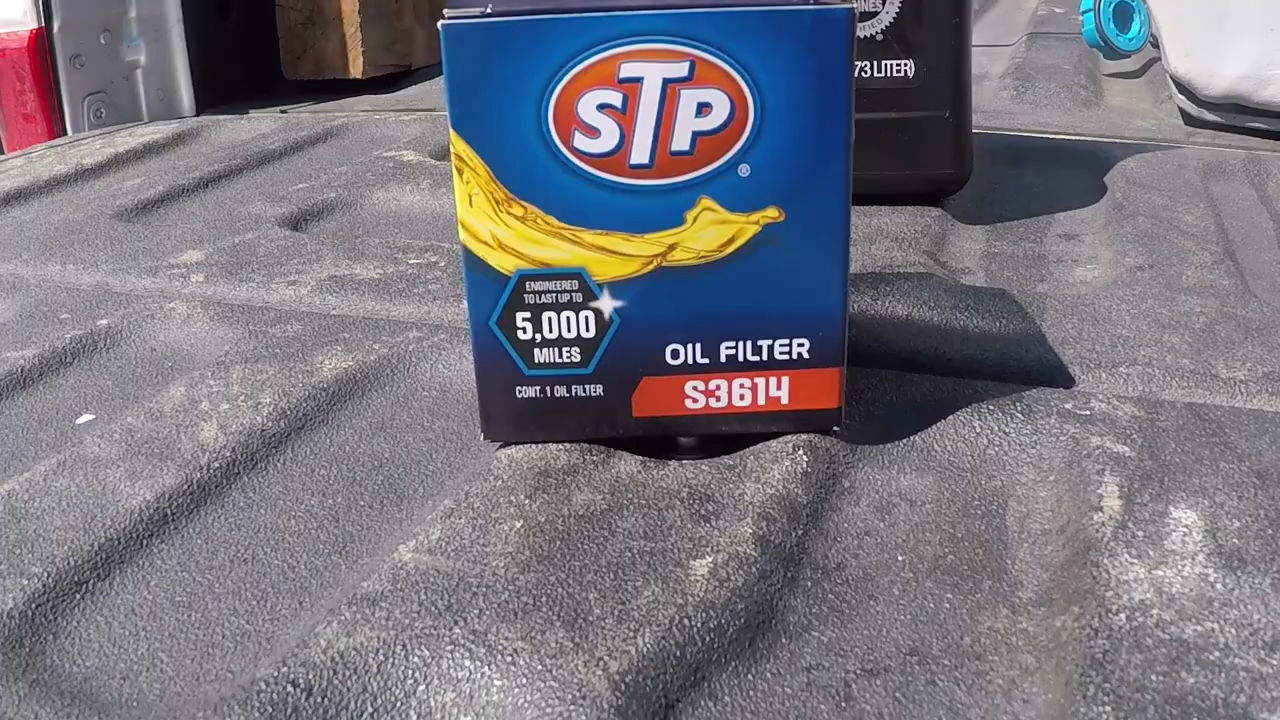 STP
®
ENGINEERED
TO LAST UP TO
5,000
MILES
CONT. 1 OIL FILTER
OIL FILTER
S3614
73 LITER)